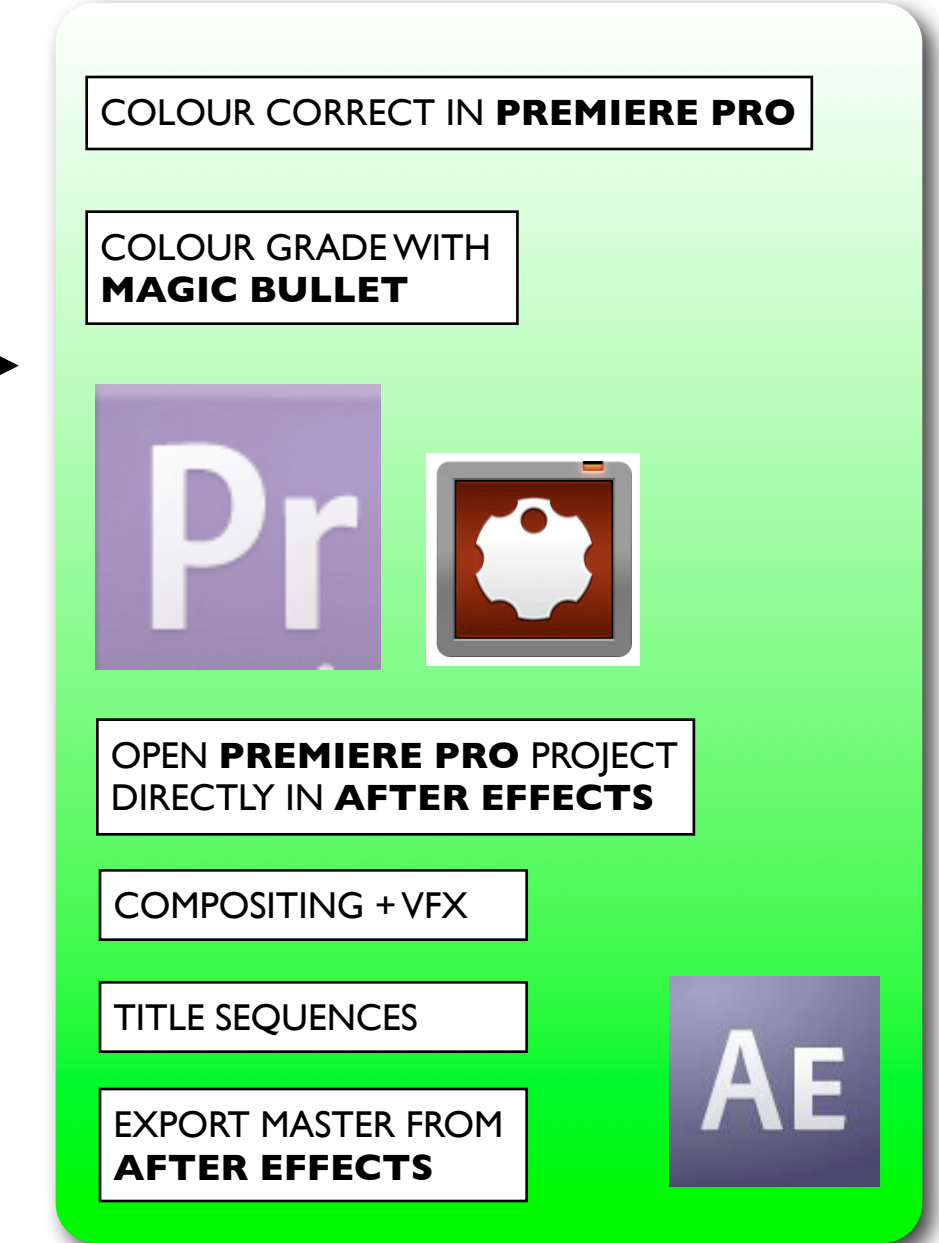 COLOUR CORRECT IN PREMIERE PRO
COLOUR GRADE WITH
MAGIC BULLET
Pr
OPEN PREMIERE PRO PROJECT
DIRECTLY IN AFTER EFFECTS
COMPOSITING + VFX
TITLE SEQUENCES
AE
EXPORT MASTER FROM
AFTER EFFECTS